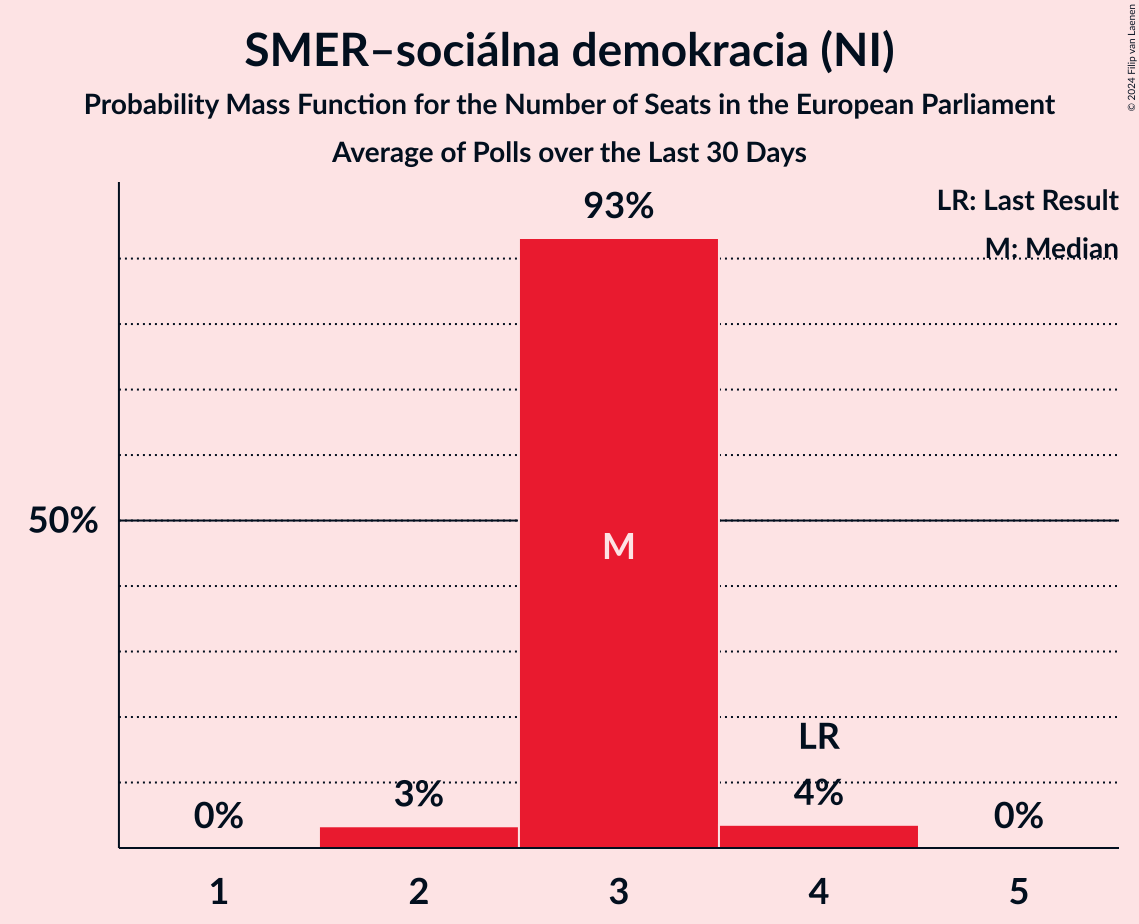 SMER–sociálna demokracia (NI)
Probability Mass Function for the Number of Seats in the European Parliament
Average of Polls over the Last 30 Days
© 2024 Filip van Laenen
LR: Last Result
M: Median
93%
50%
M
LR
0%
3%
4%
0%
1 2 3 4 5